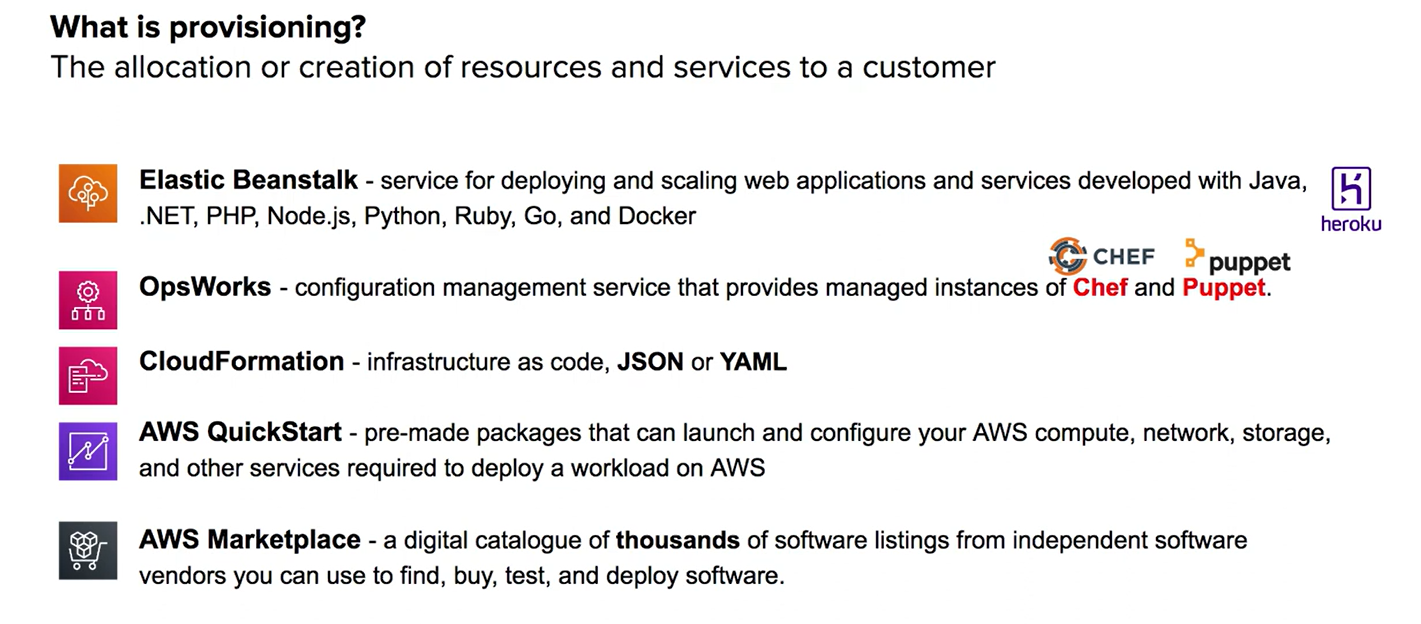 What is provisioning?
The allocation or creation of resources and services to a customer
Elastic Beanstalk - service for deploying and scaling web applications and services developed with Java,
.NET, PHP, Node.js, Python, Ruby, Go, and Docker
heroku
CHEF puppet
OpsWorks - configuration management service that provides managed instances of Chef and Puppet.
CloudFormation - infrastructure as code, JSON or YAML
AWS QuickStart - pre-made packages that can launch and configure your AWS compute, network, storage,
and other services required to deploy a workload on AWS
AWS Marketplace - a digital catalogue of thousands of software listings from independent software
vendors you can use to find, buy, test, and deploy software.